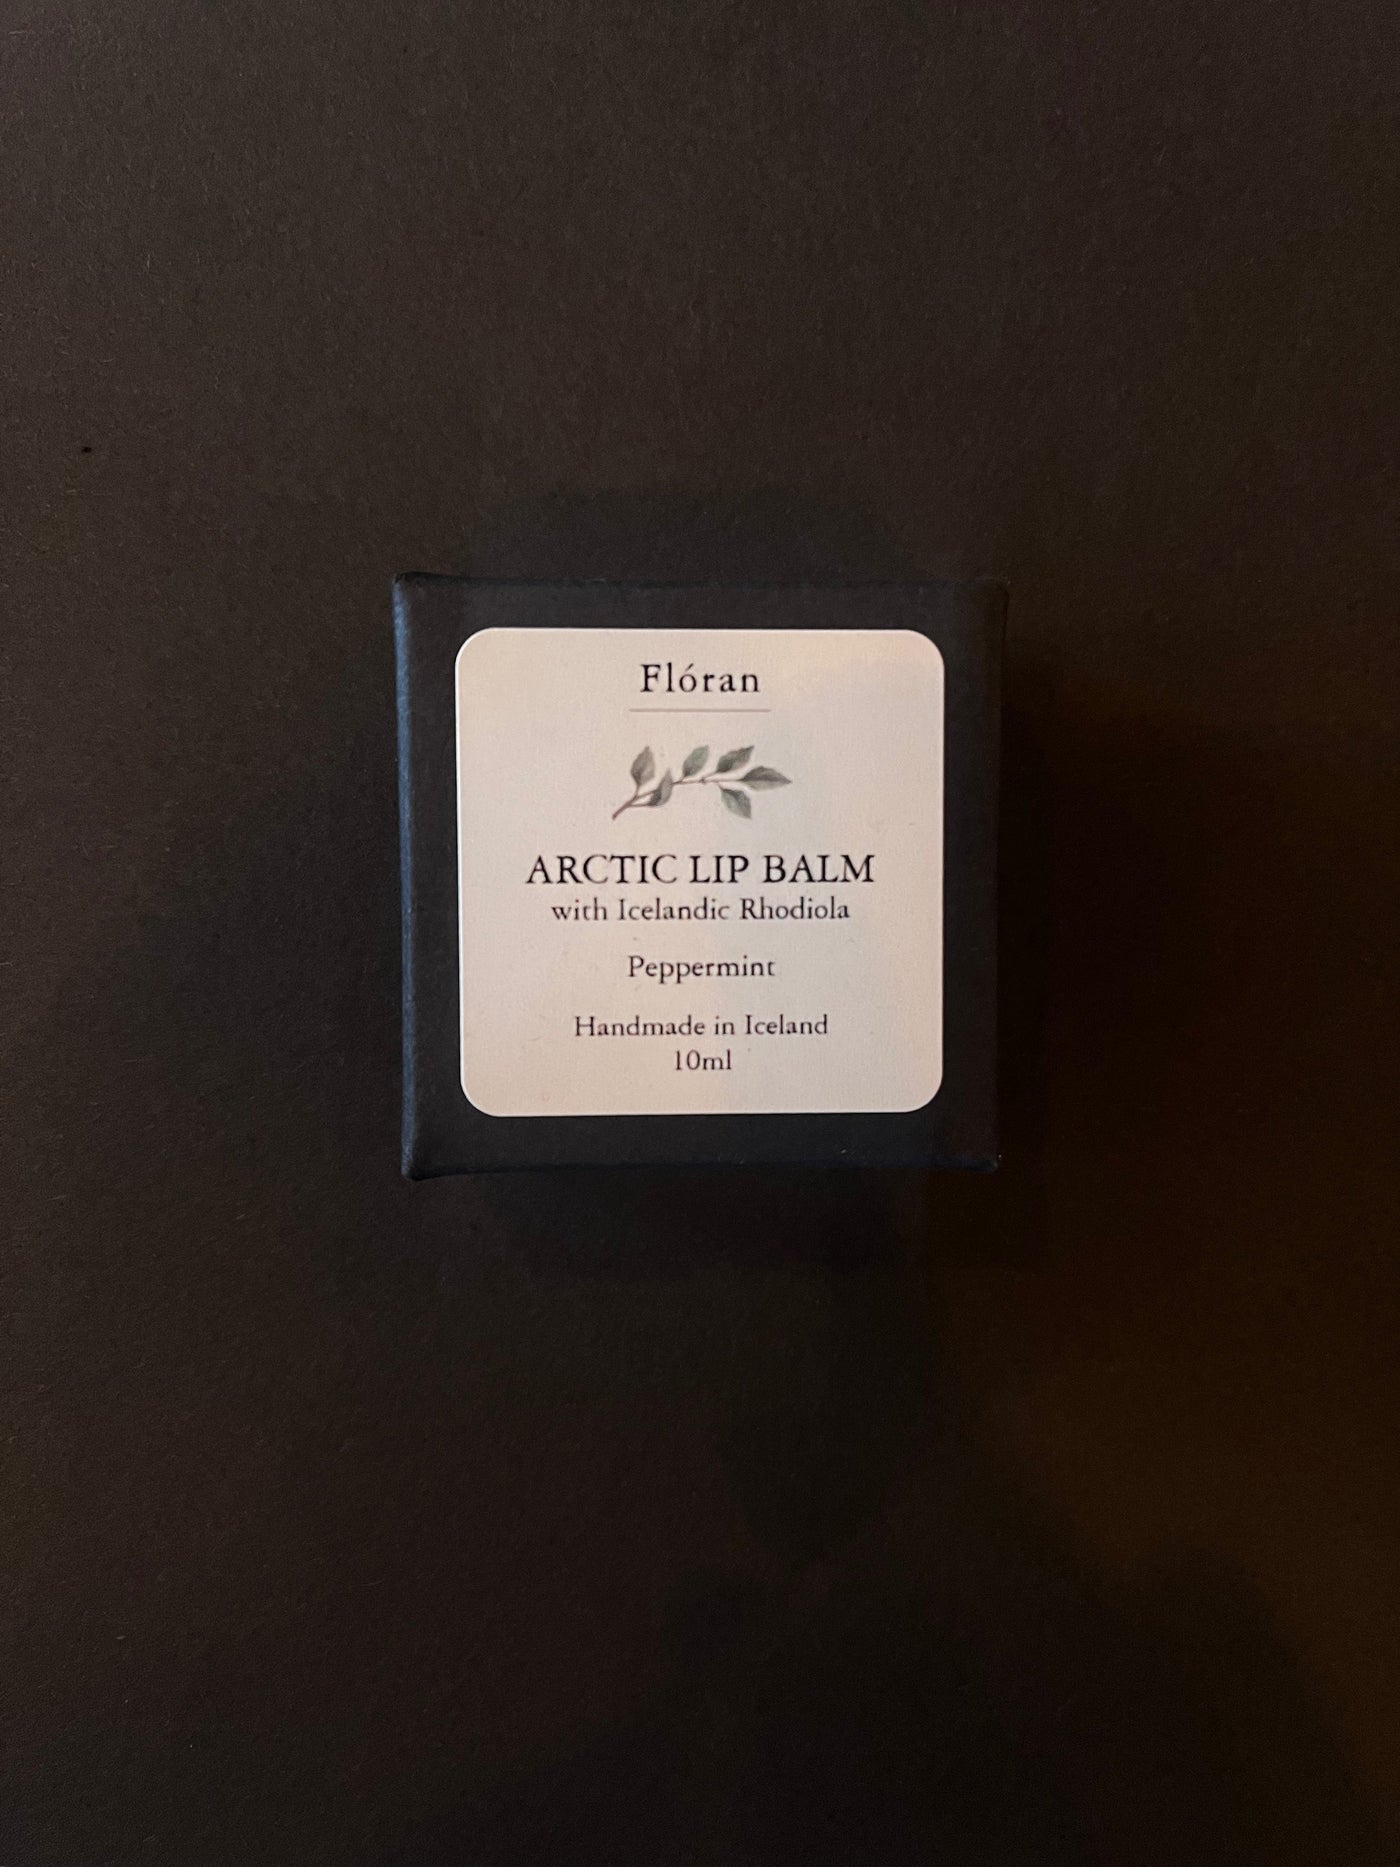 Flóran
ARCTIC LIP BALM
with Icelandic Rhodiola
Peppermint
Handmade in Iceland
10ml